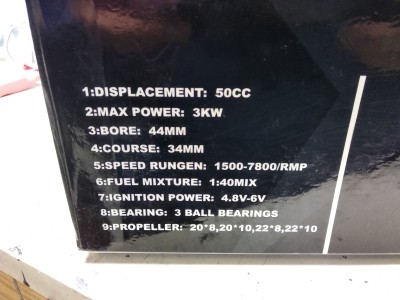 1:DISPLACEMENT: 50CC
2:MAX POWER: 3KW
3:BORE: 44MM
4:COURSE: 34MM
5:SPEED RUNGEN: 1500-7800/RMP
6:FUEL MIXTURE: 1:40MIX
7:IGNITION POWER: 4.8V-6V
8:BEARING: 3 BALL BEARINGS
9:PROPELLER: 20*8,20*10,22*8,22*10